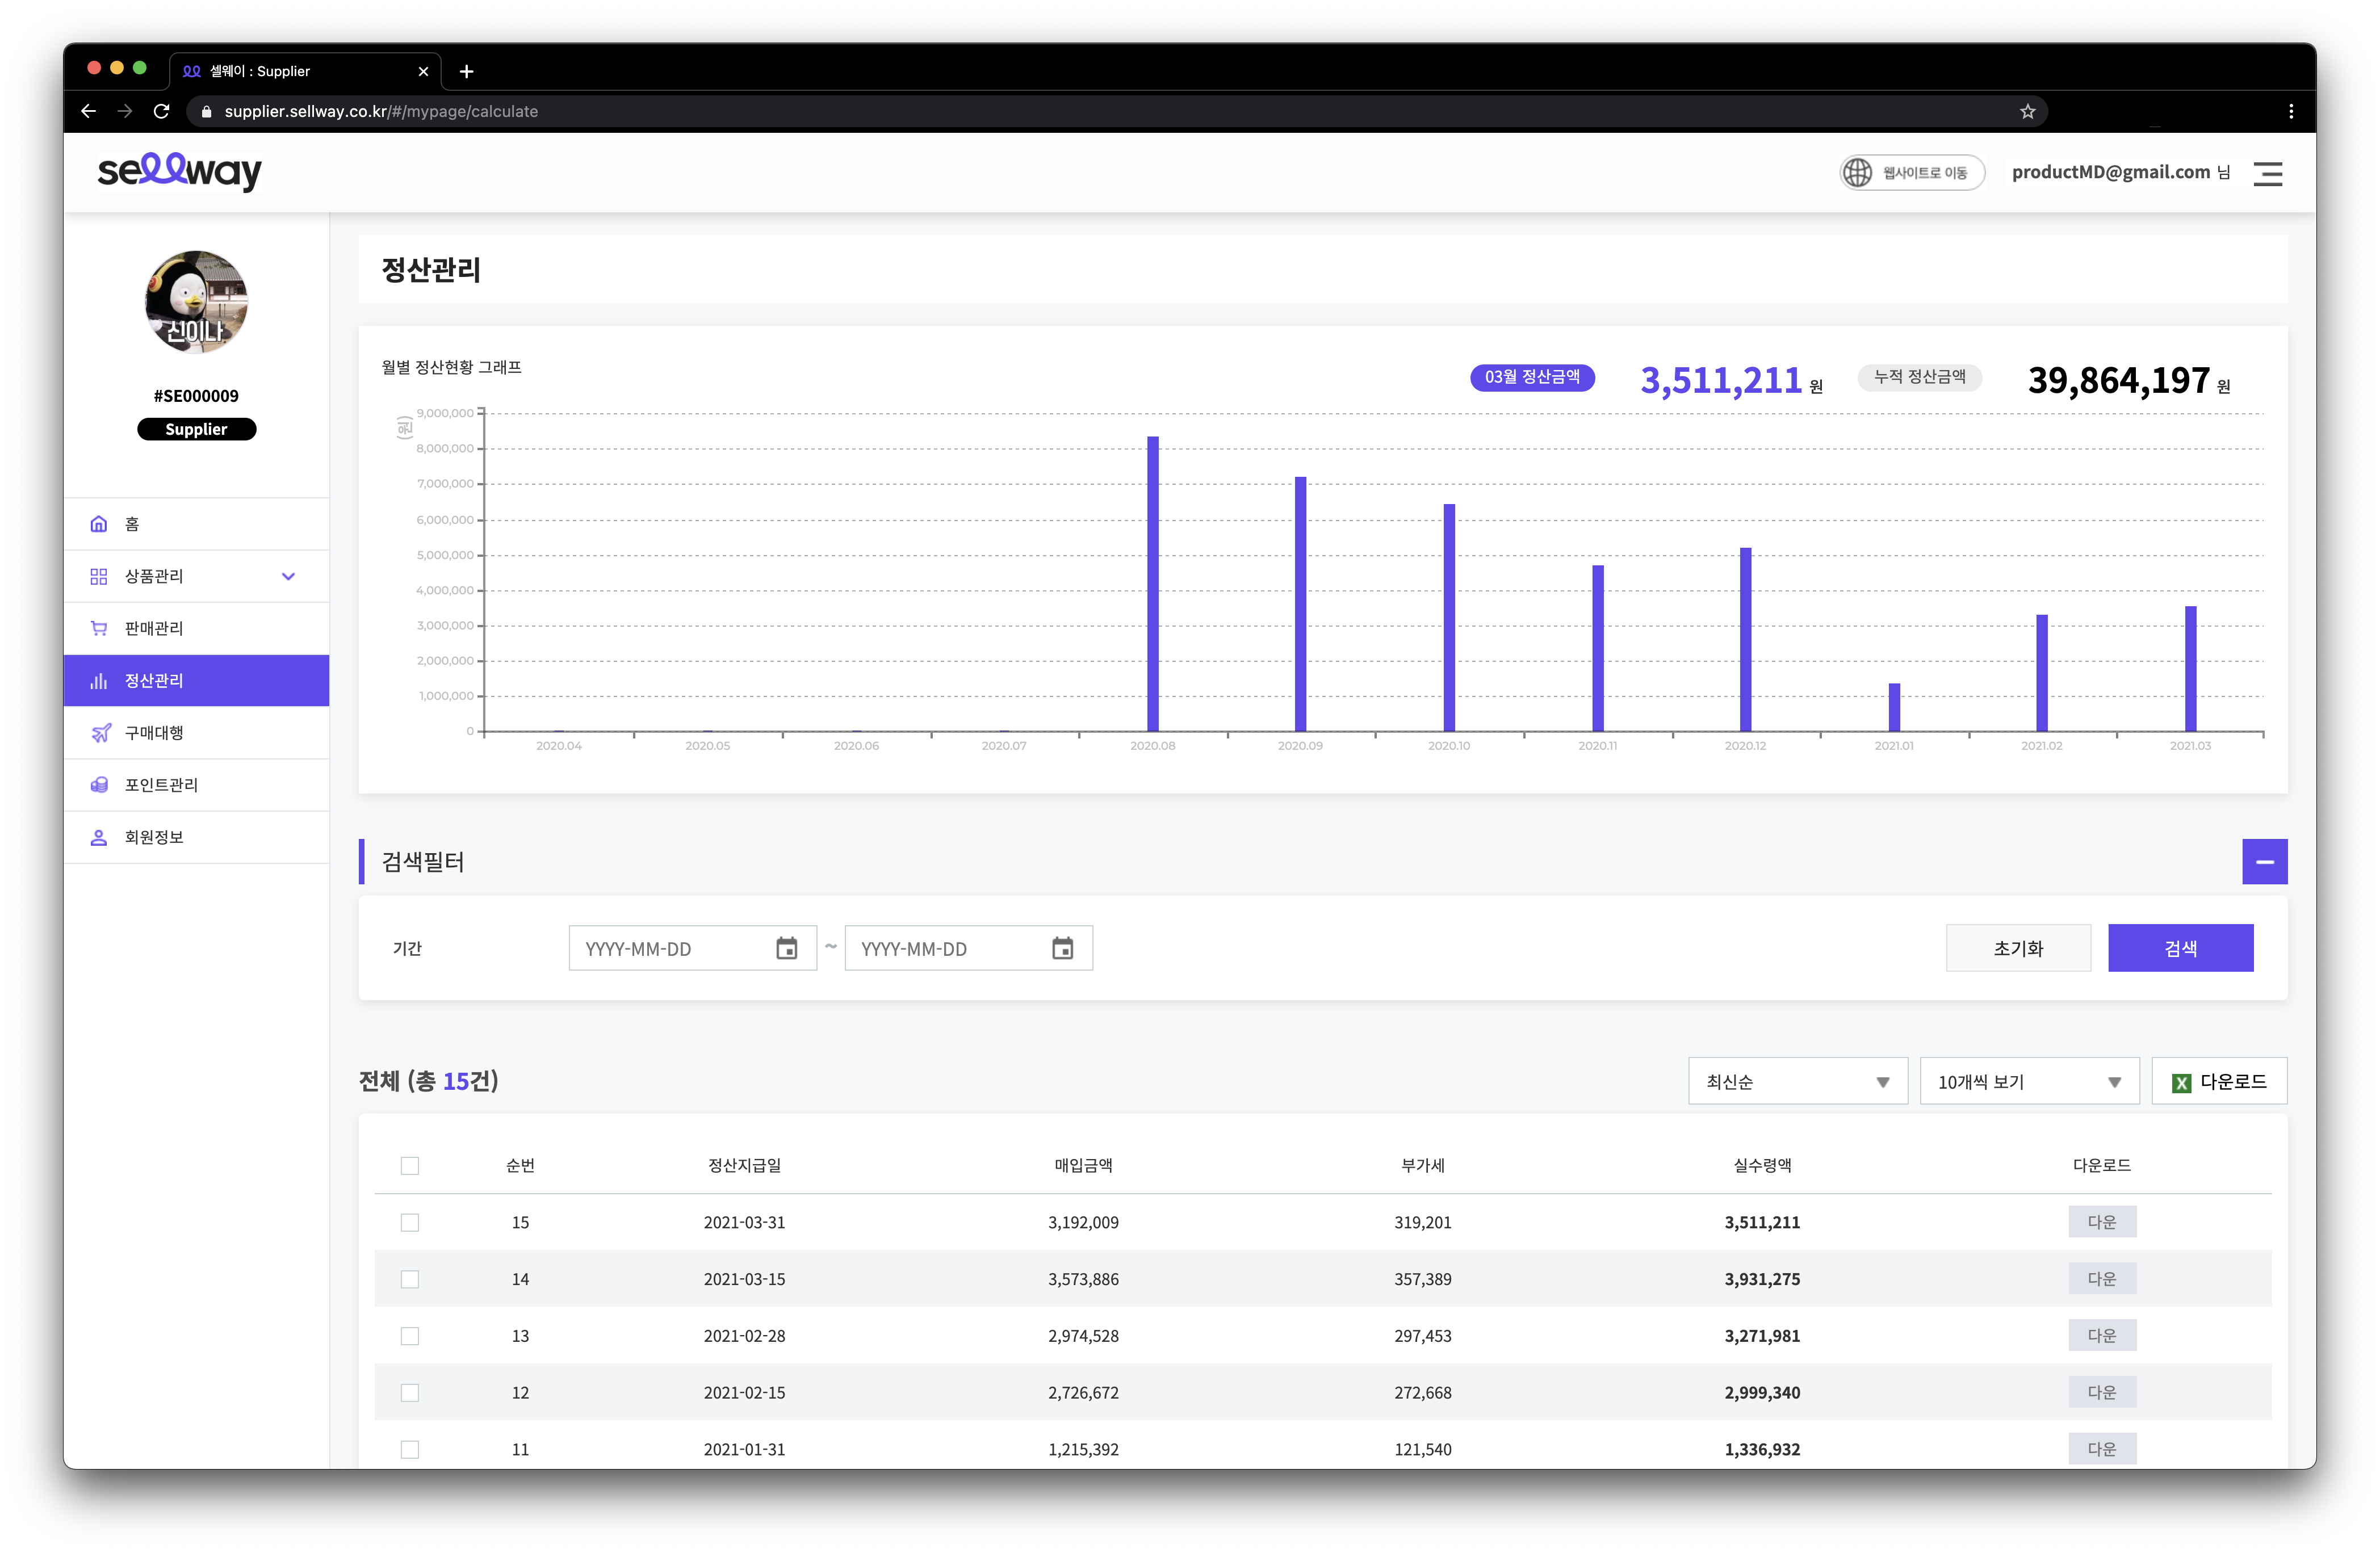 셀웨이 : Supplier
supplier.sellway.co.kr/#/mypage/calculate
sellway
웹사이트로 이동
productMD@gmail.com 님
신이나
#SE000009
Supplier
홈
상품관리
판매관리
정산관리
구매대행
포인트관리
회원정보
정산관리
월별 정산현황 그래프
03월 정산금액 3,511,211 원 누적 정산금액 39,864,197 원
(원)
9,000,000
8,000,000
7,000,000
6,000,000
5,000,000
4,000,000
3,000,000
2,000,000
1,000,000
0
2020.04 2020.05 2020.06 2020.07 2020.08 2020.09 2020.10 2020.11 2020.12 2021.01 2021.02 2021.03
검색필터
기간 YYYY-MM-DD ~ YYYY-MM-DD 초기화 검색
전체 (총 15건) 최신순 10개씩 보기 다운로드
순번 정산지급일 매입금액 부가세 실수령액 다운로드
15 2021-03-31 3,192,009 319,201 3,511,211 다운
14 2021-03-15 3,573,886 357,389 3,931,275 다운
13 2021-02-28 2,974,528 297,453 3,271,981 다운
12 2021-02-15 2,726,672 272,668 2,999,340 다운
11 2021-01-31 1,215,392 121,540 1,336,932 다운